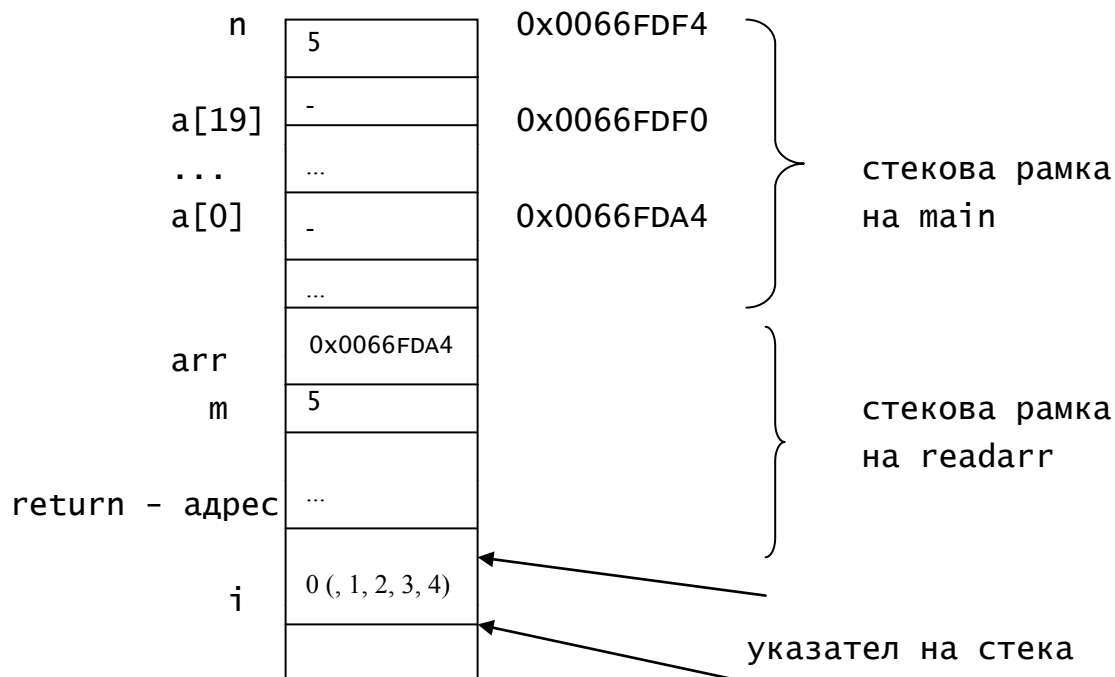 n 5 0x0066FDF4
a[19] - 0x0066FDF0
... ... стекова рамка
a[0] - 0x0066FDA4 на main
...
arr 0x0066FDA4
m 5 стекова рамка
на readarr
return – адрес ...
i 0 (, 1, 2, 3, 4)
указател на стека